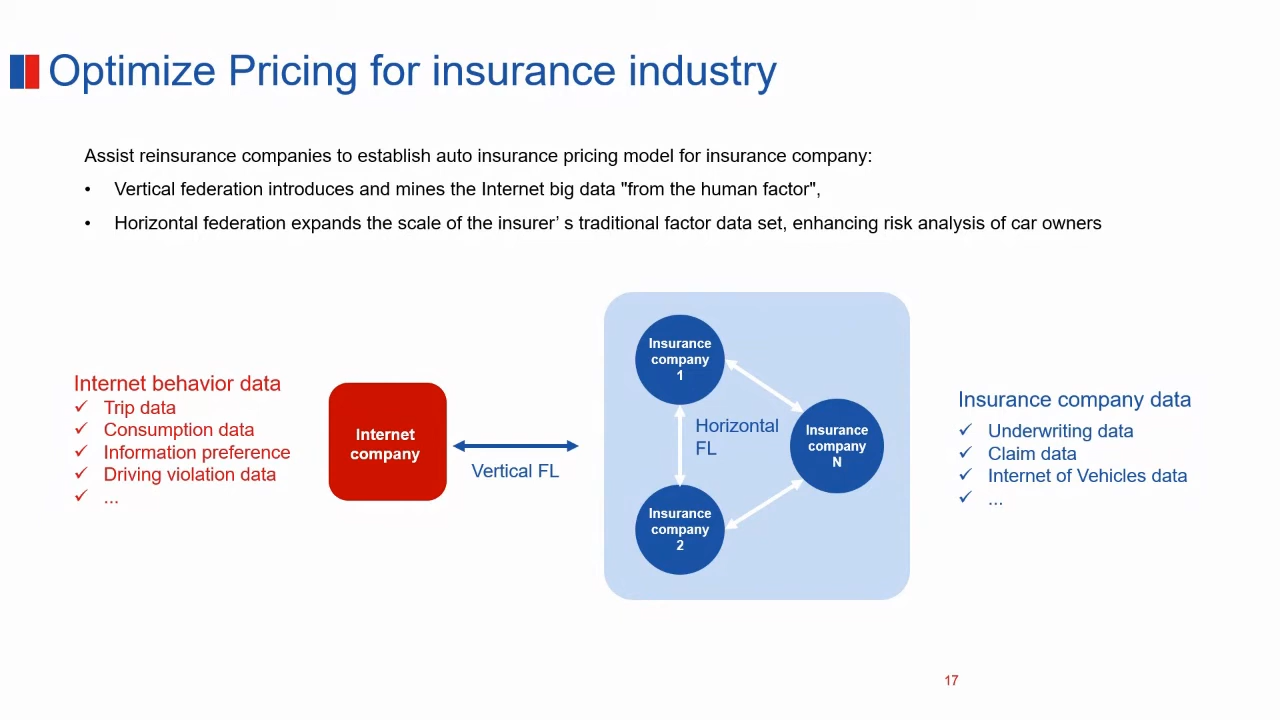 Optimize Pricing for insurance industry
Assist reinsurance companies to establish auto insurance pricing model for insurance company:
• Vertical federation introduces and mines the Internet big data "from the human factor",
• Horizontal federation expands the scale of the insurer’ s traditional factor data set, enhancing risk analysis of car owners
Internet behavior data
✓ Trip data
✓ Consumption data
✓ Information preference
✓ Driving violation data
✓ ...
Internet
company
Vertical FL
Insurance
company
1
Horizontal
FL
Insurance
company
N
Insurance
company
2
Insurance company data
✓ Underwriting data
✓ Claim data
✓ Internet of Vehicles data
✓ ...
17